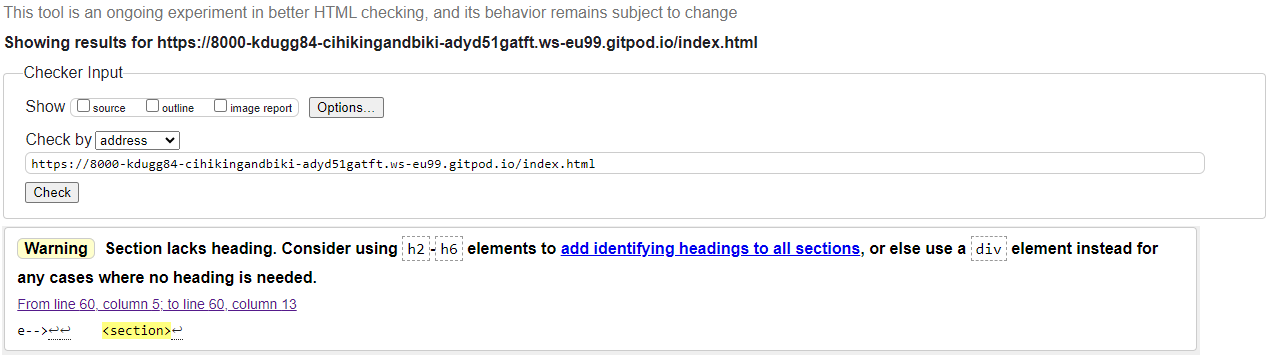 This tool is an ongoing experiment in better HTML checking, and its behavior remains subject to change
Showing results for https://8000-kdugg84-cihikingandbiki-adyd51gatft.ws-eu99.gitpod.io/index.html
Checker Input
Show source outline image report Options...
Check by address
https://8000-kdugg84-cihikingandbiki-adyd51gatft.ws-eu99.gitpod.io/index.html
Check
Warning Section lacks heading. Consider using h2-h6 elements to add identifying headings to all sections, or else use a div element instead for
any cases where no heading is needed.
From line 60, column 5; to line 60, column 13
e-->↩↩ <section>↩